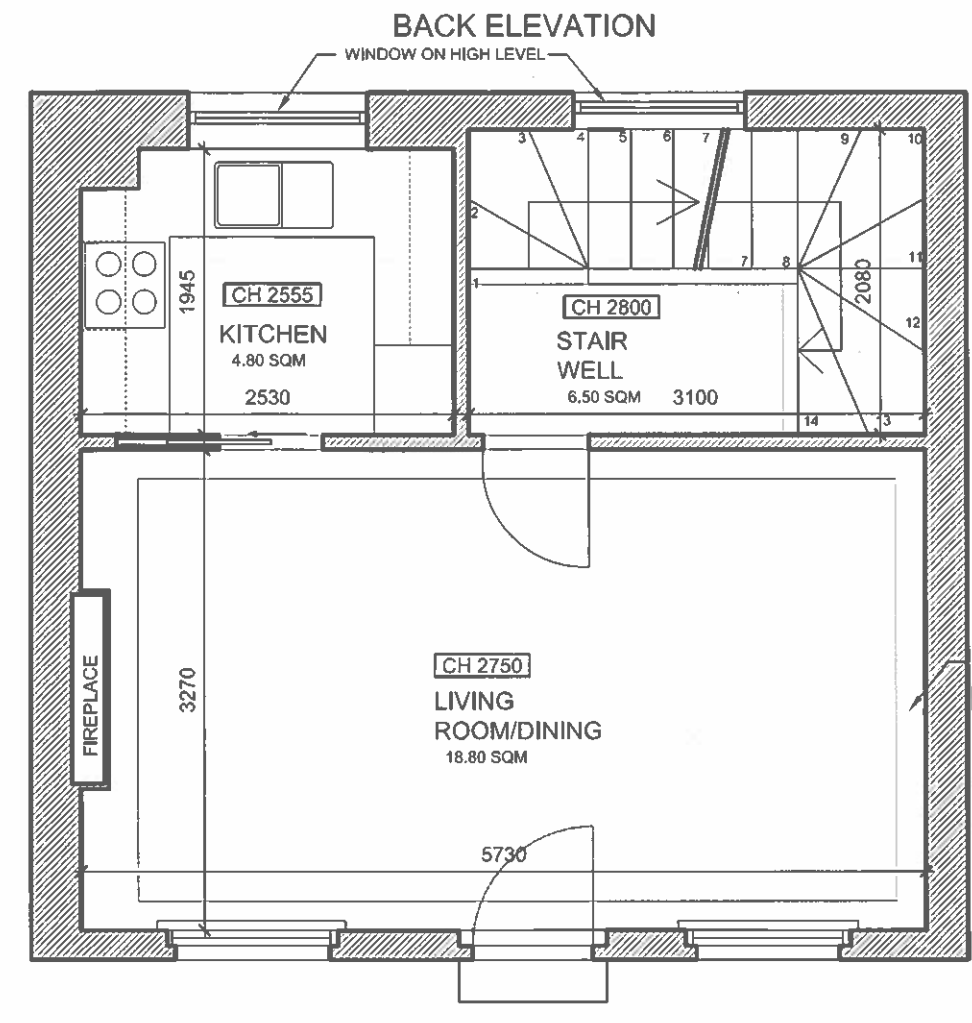 BACK ELEVATION
WINDOW ON HIGH LEVEL
3
4
5
6
7
9
10
2
7
8
11
1
12
14
13
1945
CH 2555
KITCHEN
4.80 SQM
2530
CH 2800
STAIR
WELL
6.50 SQM
3100
2080
FIREPLACE
3270
CH 2750
LIVING
ROOM/DINING
18.80 SQM
5730